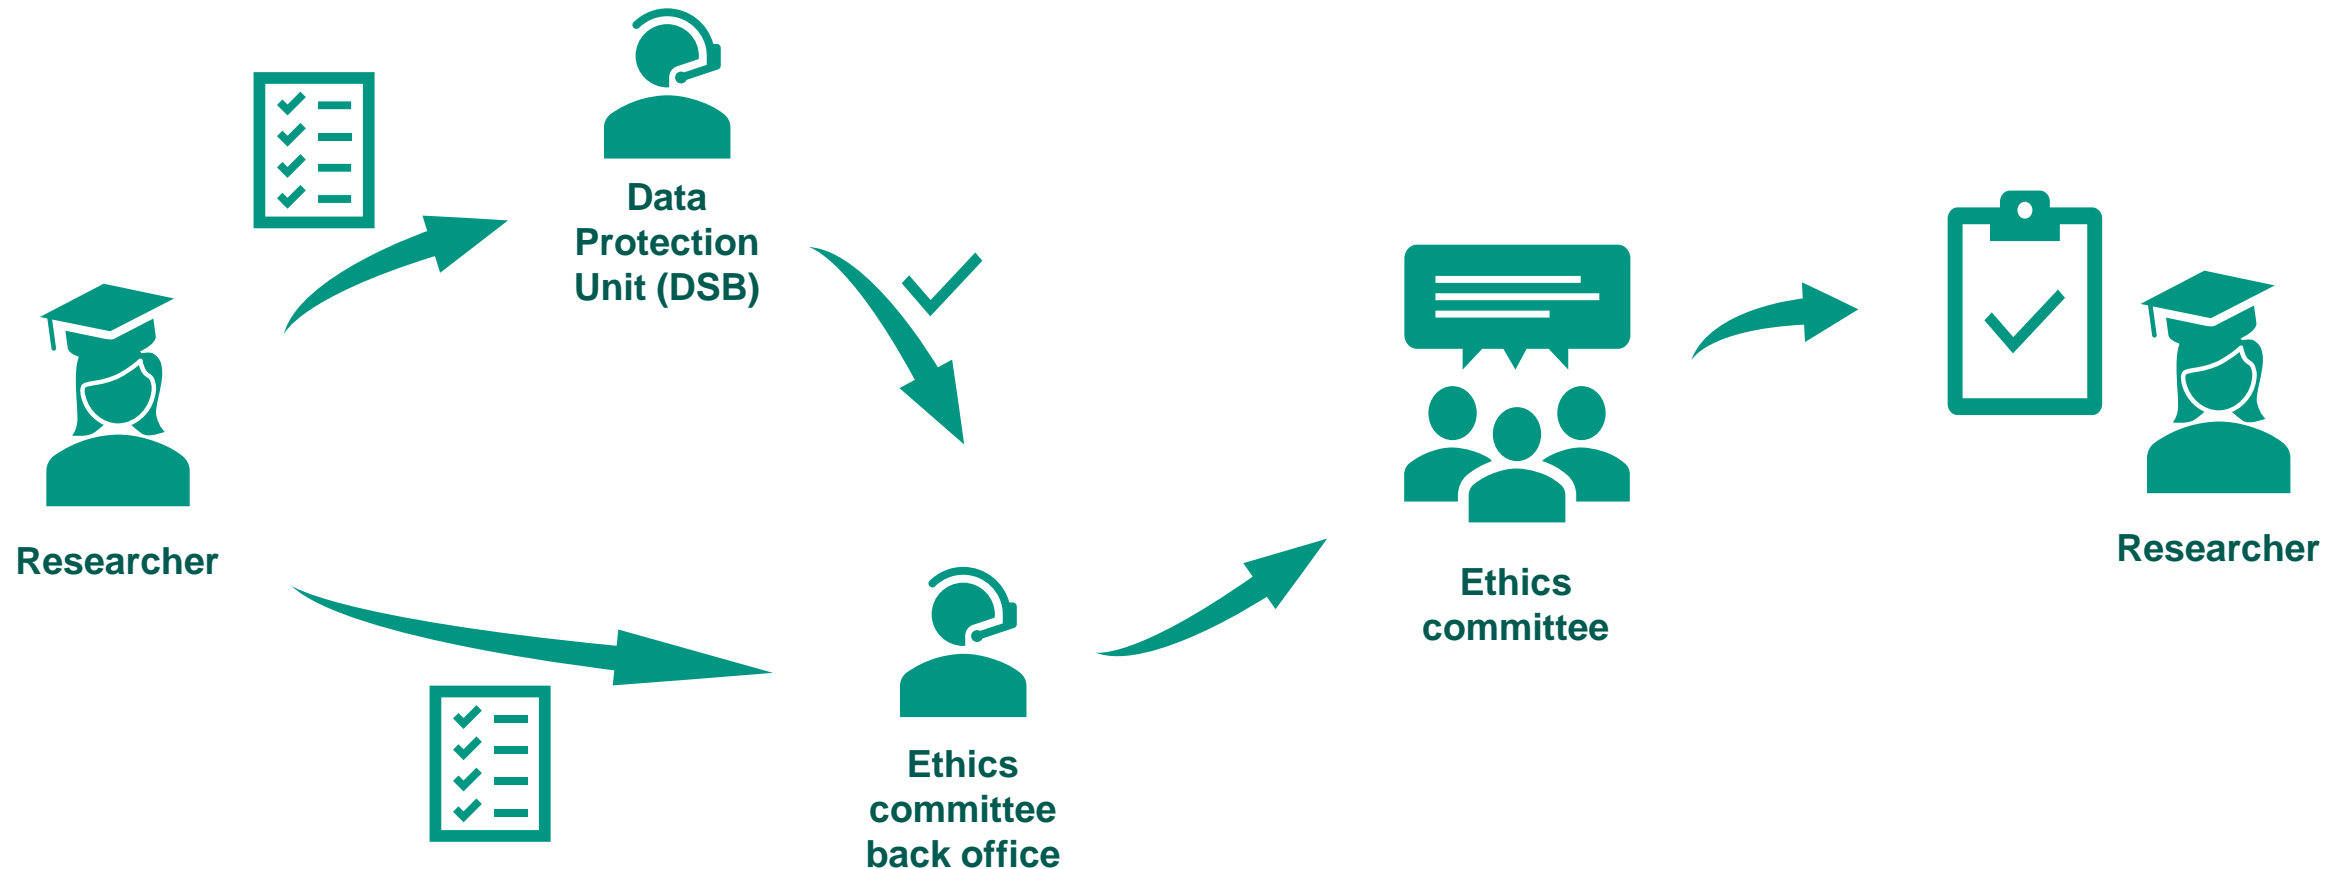 Data
Protection
Unit (DSB)
Researcher
Ethics
committee
back office
Ethics
committee
Researcher